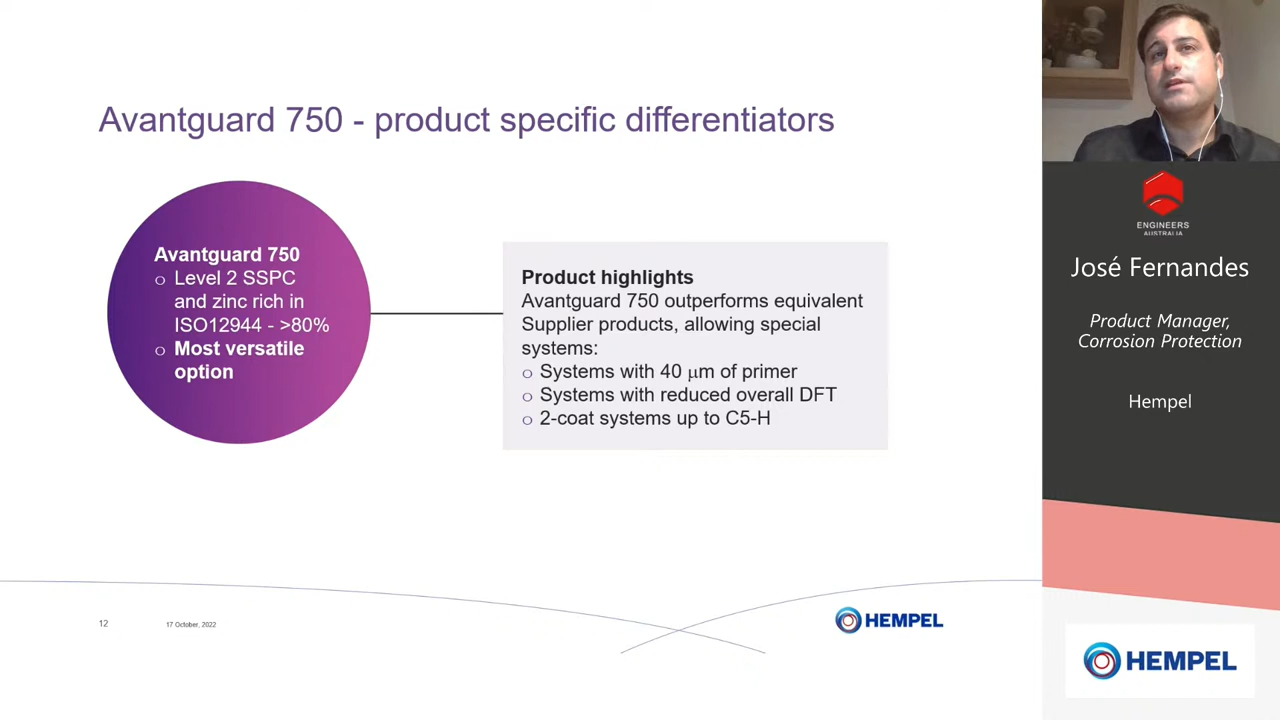 Avantguard 750 - product specific differentiators
Avantguard 750
o Level 2 SSPC
and zinc rich in
ISO12944 - >80%
o Most versatile
option
Product highlights
Avantguard 750 outperforms equivalent
Supplier products, allowing special
systems:
o Systems with 40 μm of primer
o Systems with reduced overall DFT
o 2-coat systems up to C5-H
12
17 October, 2022
HEMPEL
ENGINEERS
AUSTRALIA
José Fernandes
Product Manager,
Corrosion Protection
Hempel
HEMPEL